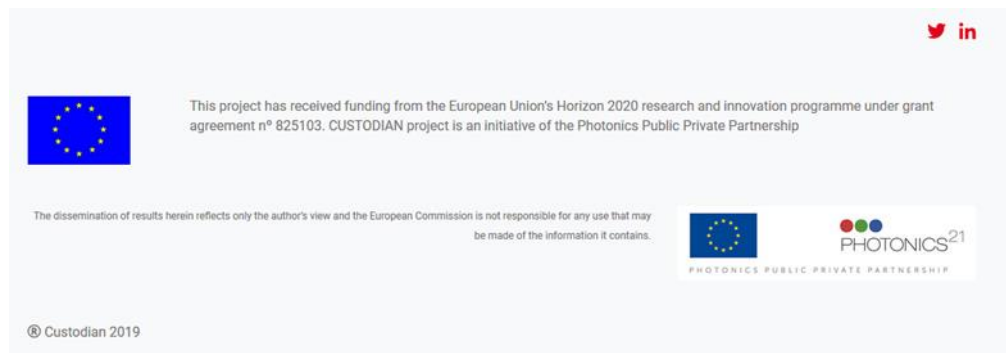 in
This project has received funding from the European Union's Horizon 2020 research and innovation programme under grant
agreement nº 825103. CUSTODIAN project is an initiative of the Photonics Public Private Partnership
The dissemination of results herein reflects only the author's view and the European Commission is not responsible for any use that may
be made of the information it contains.
PHOTONICS21
PHOTONICS PUBLIC PRIVATE PARTNERSHIP
® Custodian 2019